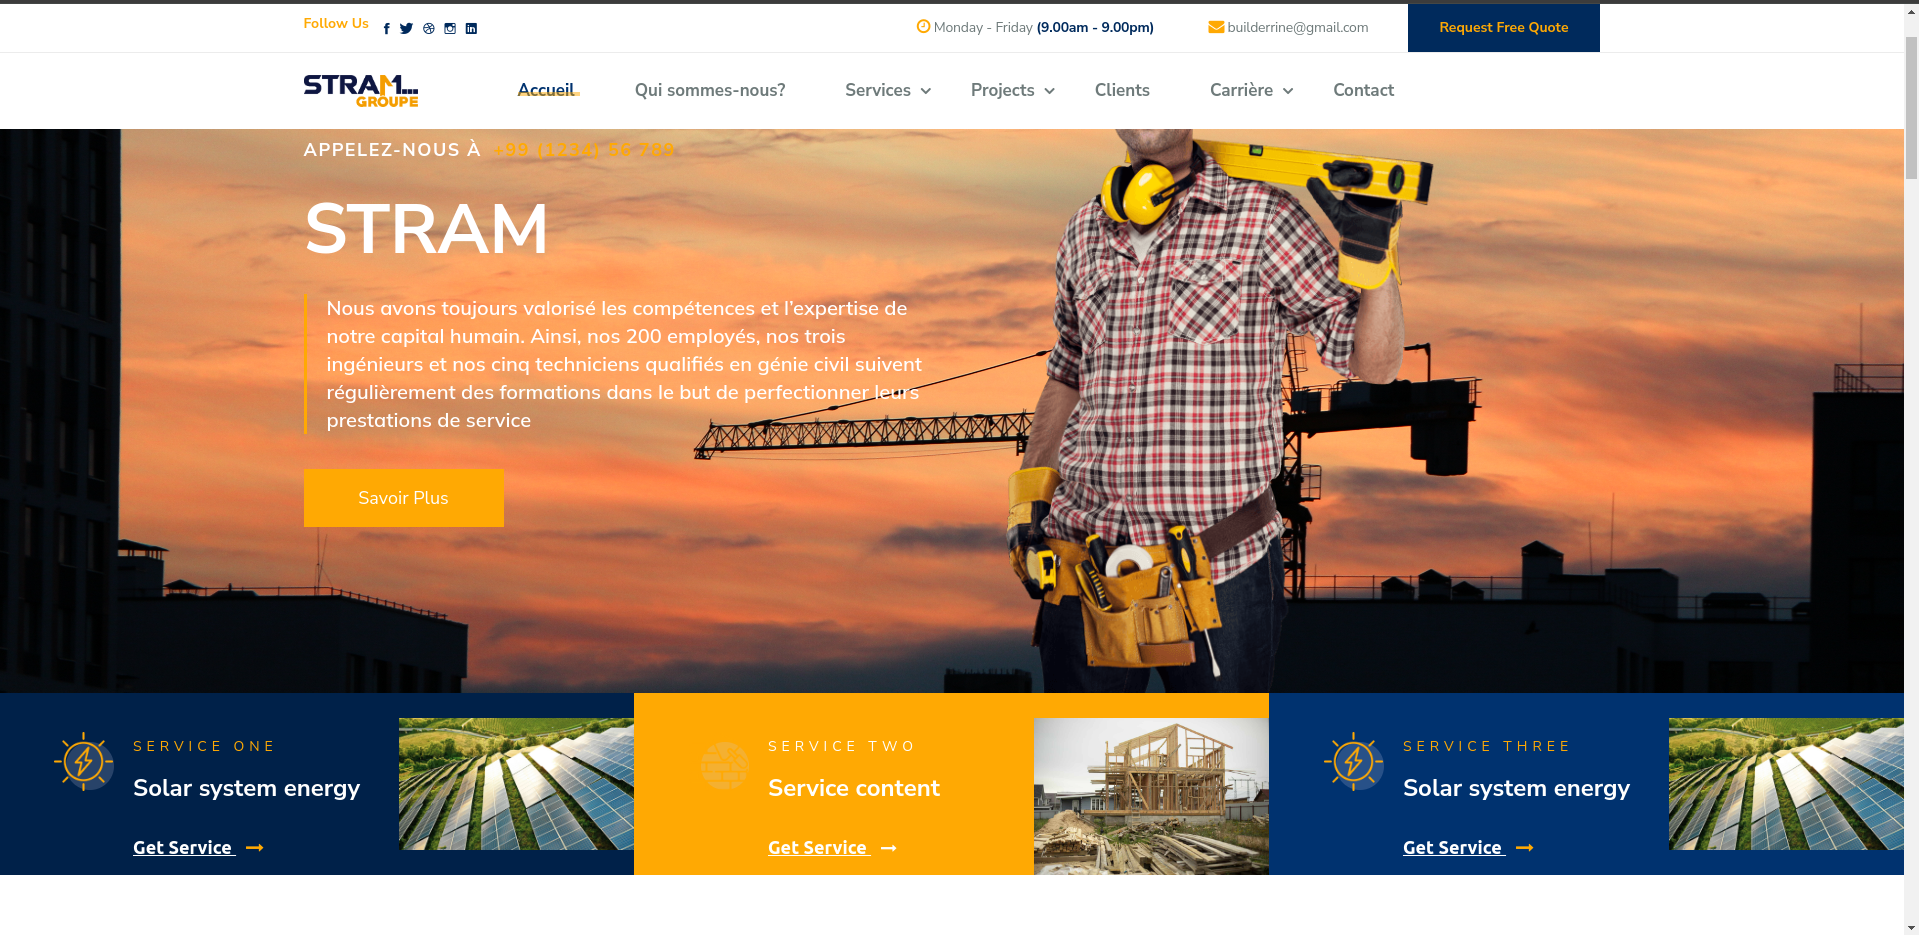 Follow Us
Monday - Friday (9.00am - 9.00pm)
builderrine@gmail.com
Request Free Quote
STRAM...
GROUPE
Accueil
Qui sommes-nous?
Services
Projects
Clients
Carrière
Contact
APPELEZ-NOUS À +99 (1234) 56 789
STRAM
Nous avons toujours valorisé les compétences et l'expertise de
notre capital humain. Ainsi, nos 200 employés, nos trois
ingénieurs et nos cinq techniciens qualifiés en génie civil suivent
régulièrement des formations dans le but de perfectionner leurs
prestations de service
Savoir Plus
SERVICE ONE
Solar system energy
Get Service
SERVICE TWO
Service content
Get Service
SERVICE THREE
Solar system energy
Get Service